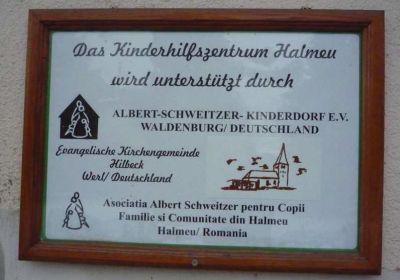 Das Kinderhilfszentrum Halmeu
wird unterstützt durch
ALBERT-SCHWEITZER- KINDERDORF E.V.
WALDENBURG/ DEUTSCHLAND
Evangelische Kirchengemeinde
Hilbeck
Werl/ Deutschland
Asociatia Albert Schweitzer pentru Copii
Familie si Comunitate din Halmeu
Halmeu/ Romania